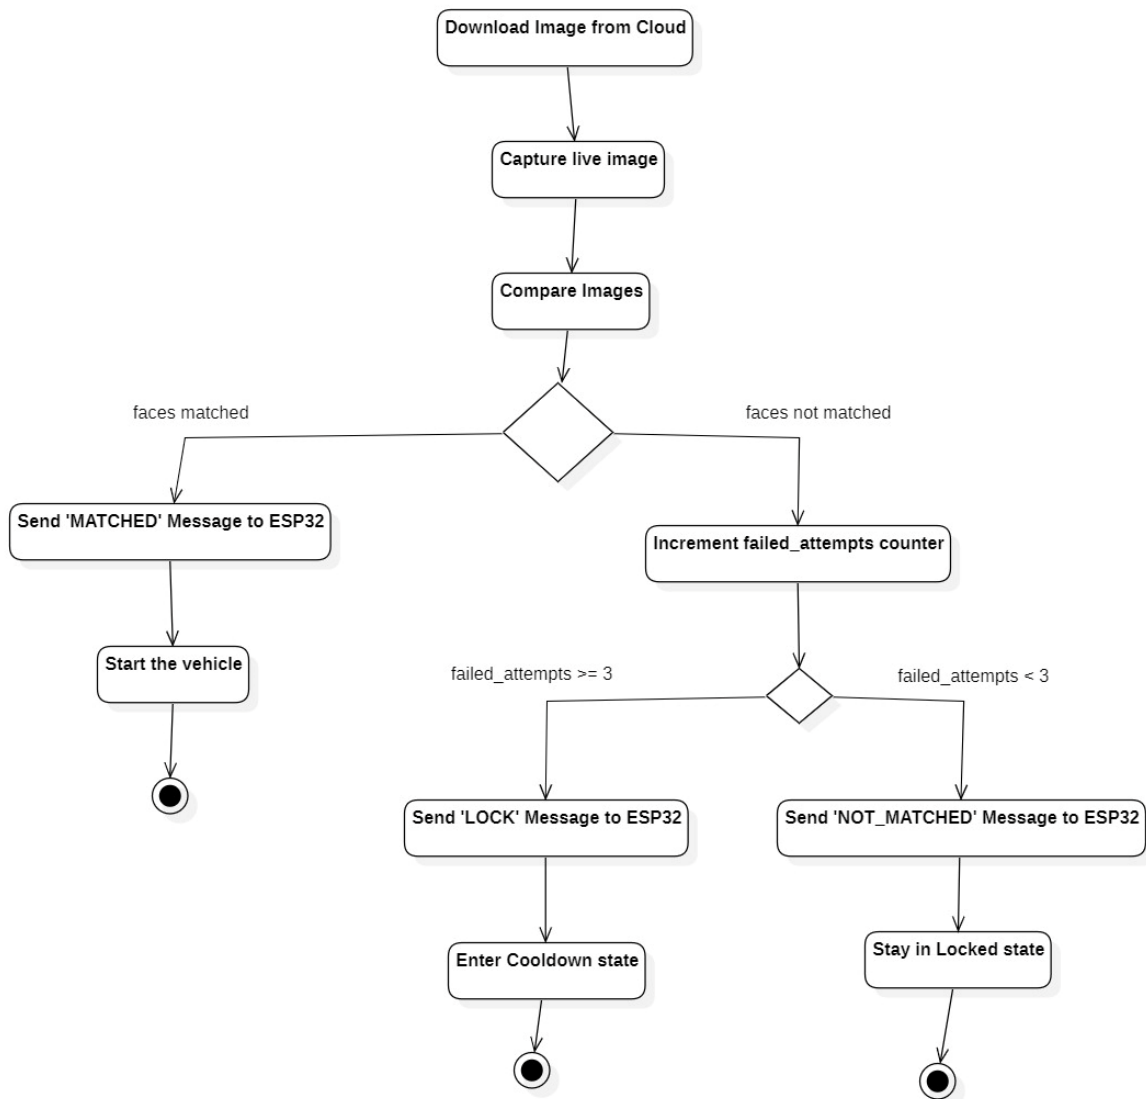 Download Image from Cloud
Capture live image
Compare Images
faces matched
faces not matched
Send 'MATCHED' Message to ESP32
Increment failed_attempts counter
Start the vehicle
failed_attempts >= 3
failed_attempts < 3
Send 'LOCK' Message to ESP32
Send 'NOT_MATCHED' Message to ESP32
Enter Cooldown state
Stay in Locked state